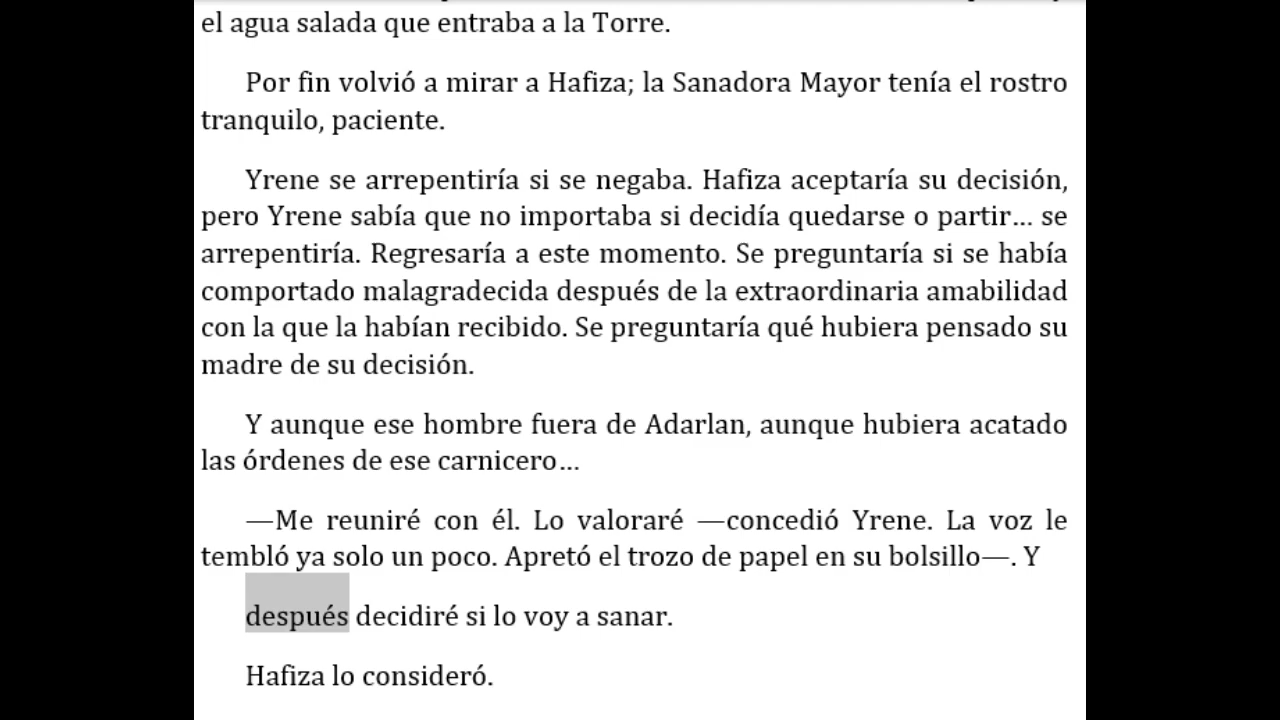 el agua salada que entraba a la Torre.
Por fin volvió a mirar a Hafiza; la Sanadora Mayor tenía el rostro
tranquilo, paciente.
Yrene se arrepentiría si se negaba. Hafiza aceptaría su decisión,
pero Yrene sabía que no importaba si decidía quedarse o partir… se
arrepentiría. Regresaría a este momento. Se preguntaría si se había
comportado malagradecida después de la extraordinaria amabilidad
con la que la habían recibido. Se preguntaría qué hubiera pensado su
madre de su decisión.
Y aunque ese hombre fuera de Adarlan, aunque hubiera acatado
las órdenes de ese carnicero…
—Me reuniré con él. Lo valoraré —concedió Yrene. La voz le
tembló ya solo un poco. Apretó el trozo de papel en su bolsillo—. Y
después decidiré si lo voy a sanar.
Hafiza lo consideró.